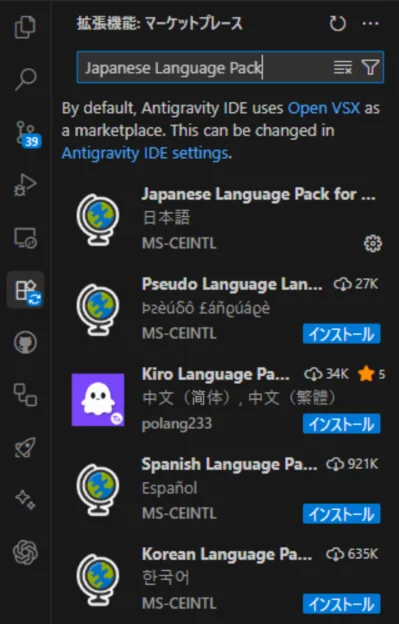 拡張機能: マーケットプレース
Japanese Language Pack
By default, Antigravity IDE uses Open VSX as
a marketplace. This can be changed in
Antigravity IDE settings.
39
Japanese Language Pack for ...
日本語
MS-CEINTL
Pseudo Language Lan... 27K
Þƨèúδô £áñϱúáϱè
MS-CEINTL インストール
Kiro Language Pa... 34K 5
中文（简体）, 中文（繁體）
polang233 インストール
Spanish Language Pa... 921K
Español
MS-CEINTL インストール
Korean Language Pa... 635K
한국어
MS-CEINTL インストール